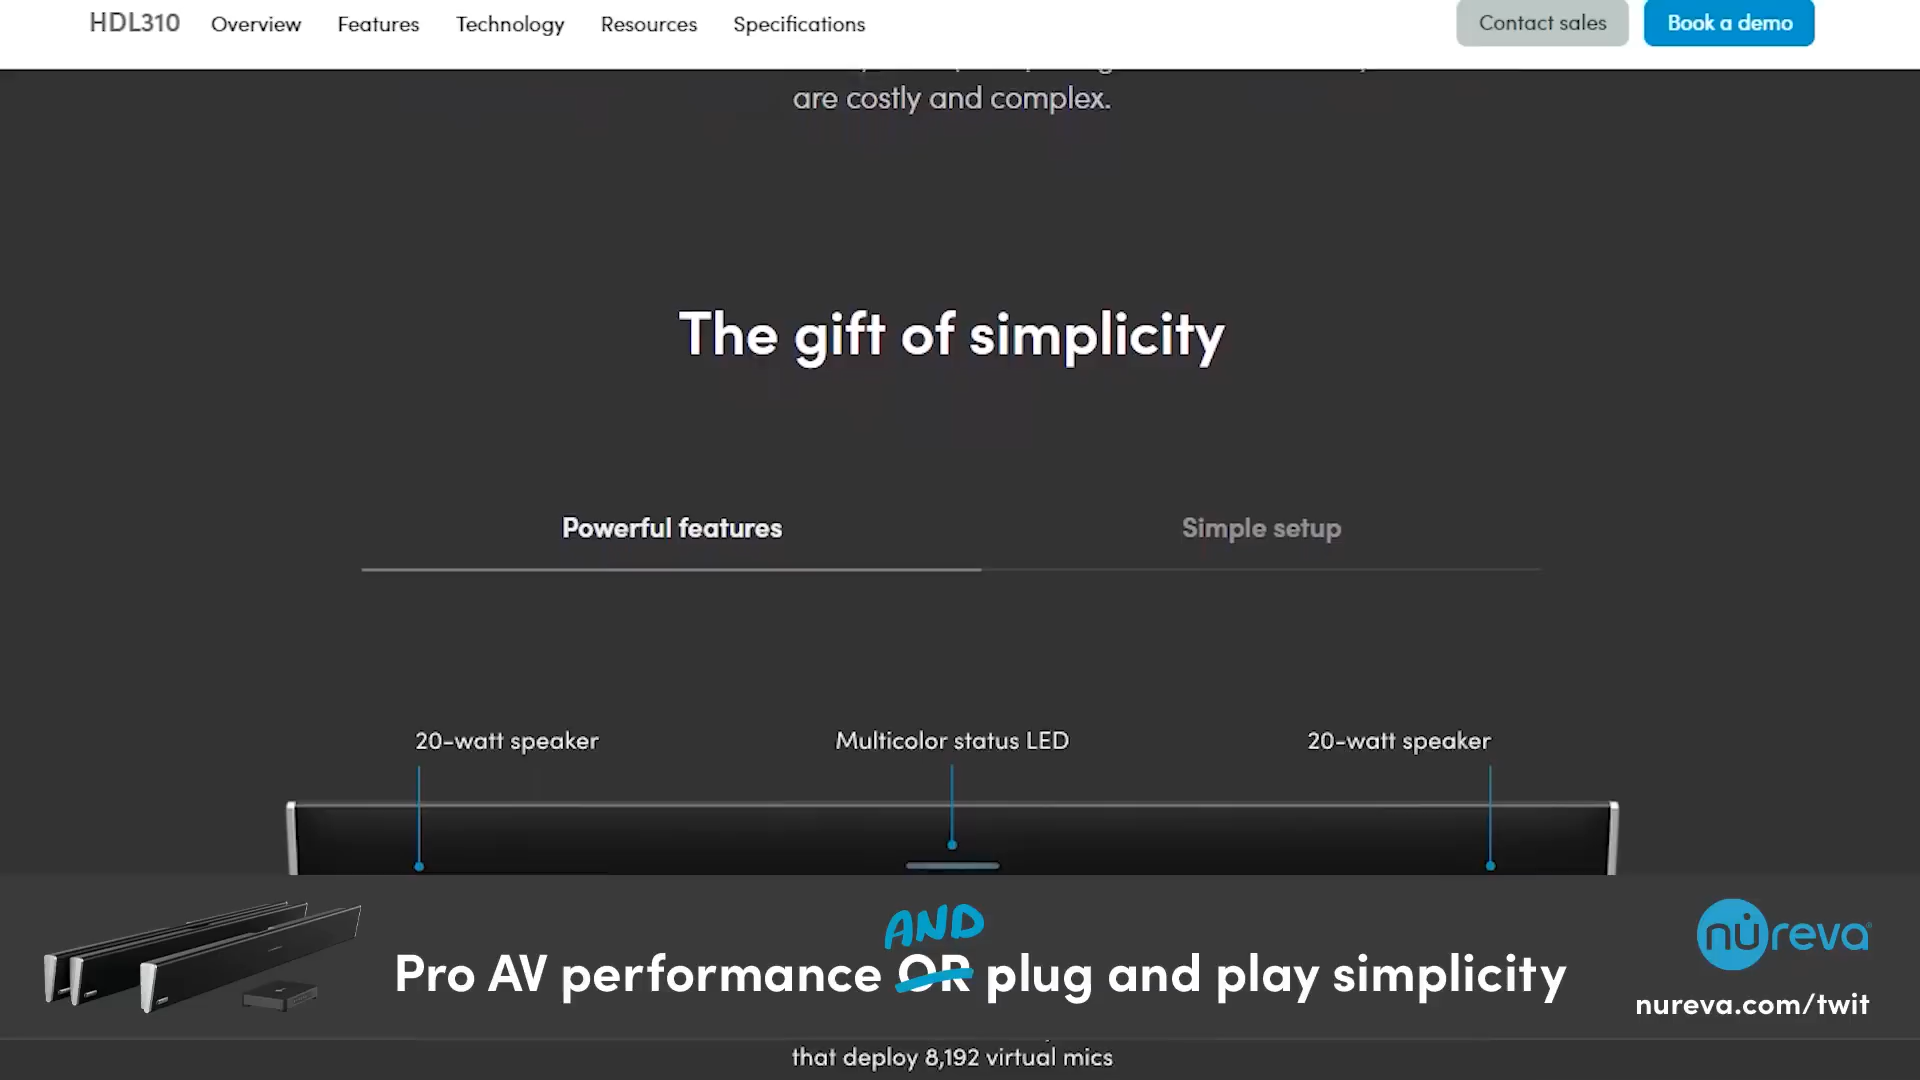 HDL310 Overview Features Technology Resources Specifications Contact sales Book a demo
are costly and complex.
The gift of simplicity
Powerful features Simple setup
20-watt speaker Multicolor status LED 20-watt speaker
AND
Pro AV performance OR plug and play simplicity
nureva
nureva.com/twit
that deploy 8,192 virtual mics